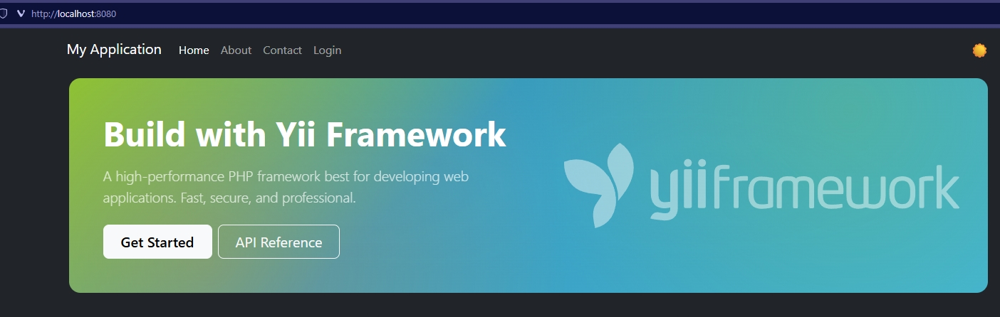 http://localhost:8080
My Application Home About Contact Login
Build with Yii Framework
A high-performance PHP framework best for developing web
applications. Fast, secure, and professional.
Get Started API Reference
yiiframework